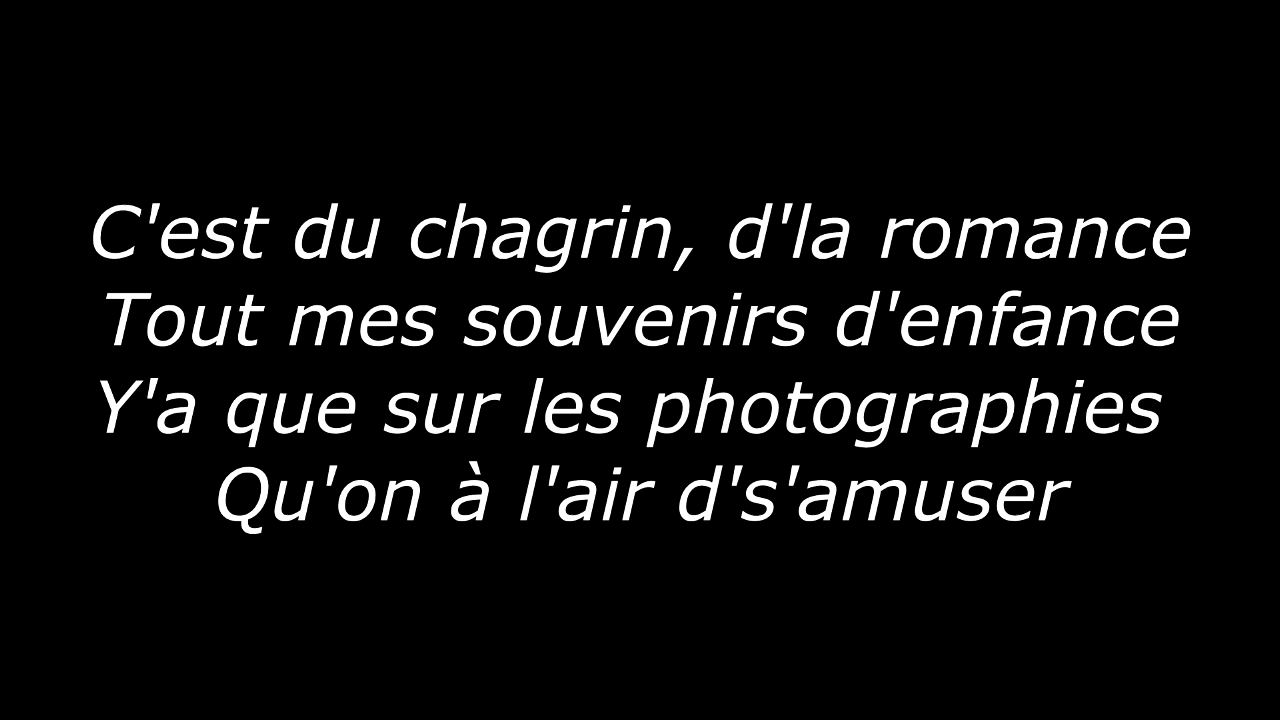 C'est du chagrin, d'la romance
Tout mes souvenirs d'enfance
Y'a que sur les photographies
Qu'on à l'air d's'amuser